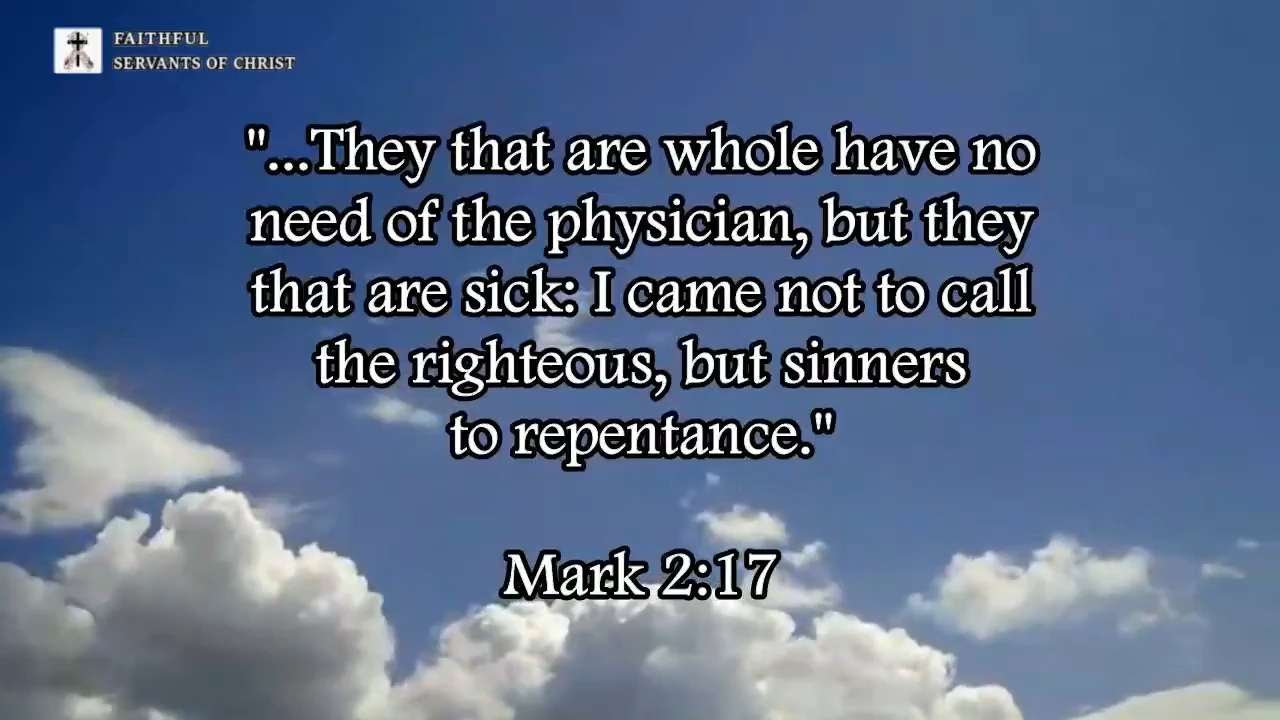 FAITHFUL
SERVANTS OF CHRIST
"...They that are whole have no
need of the physician, but they
that are sick: I came not to call
the righteous, but sinners
to repentance."
Mark 2:17